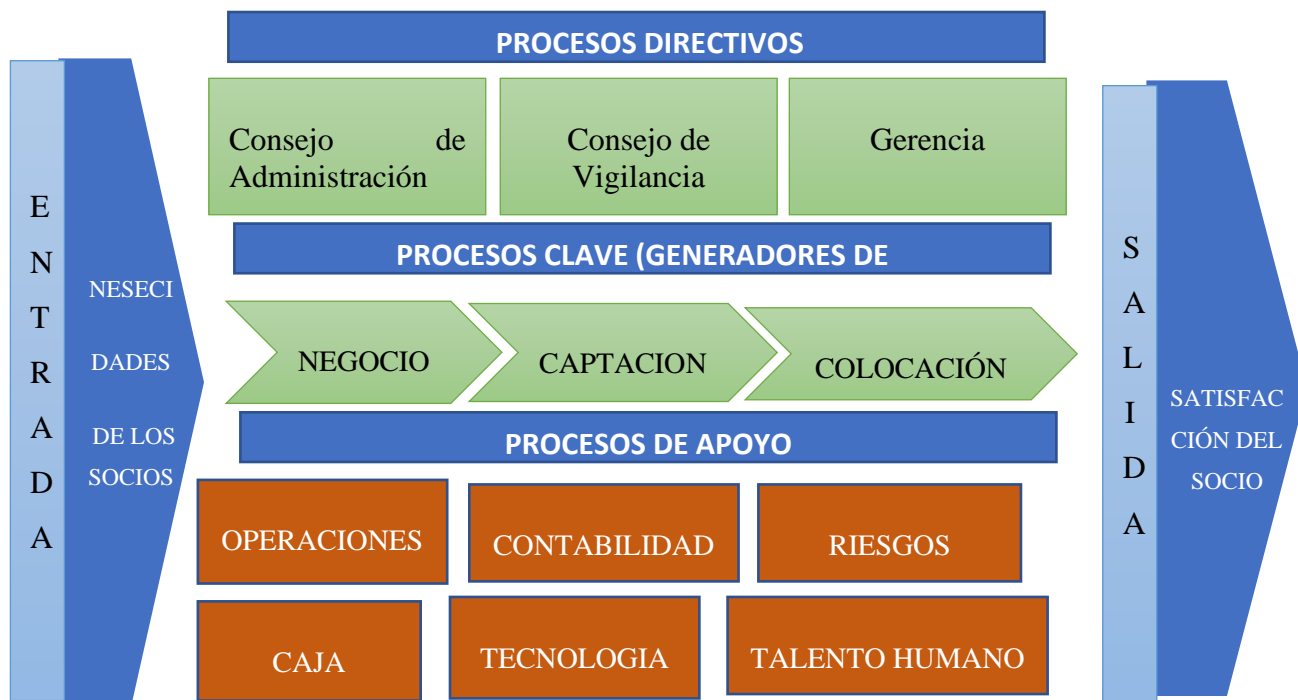 PROCESOS DIRECTIVOS
Consejo de
Administración
Consejo de
Vigilancia
Gerencia
E
N
T
R
A
D
A
NESECI
DADES
DE LOS
SOCIOS
PROCESOS CLAVE (GENERADORES DE
NEGOCIO
CAPTACION
COLOCACIÓN
PROCESOS DE APOYO
OPERACIONES
CONTABILIDAD
RIESGOS
CAJA
TECNOLOGIA
TALENTO HUMANO
S
A
L
I
D
A
SATISFAC
CIÓN DEL
SOCIO